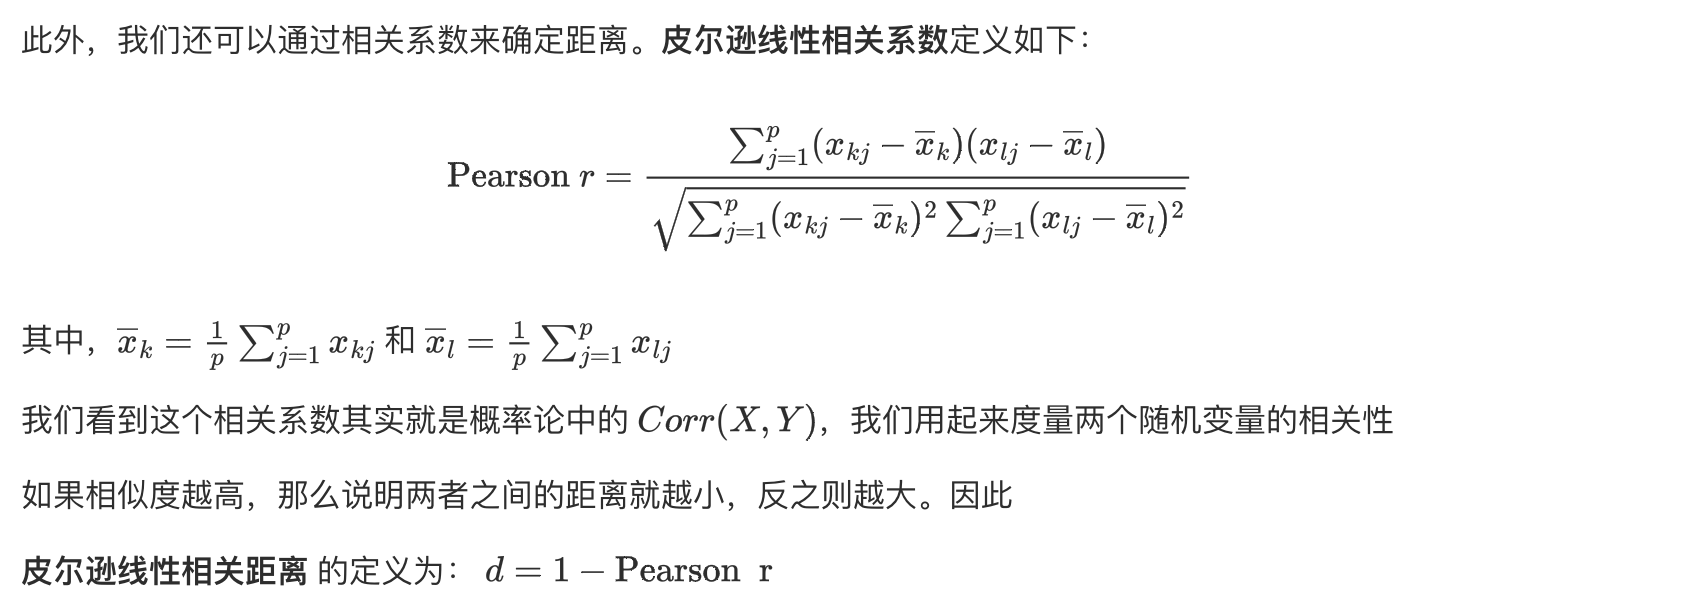 此外，我们还可以通过相关系数来确定距离。皮尔逊线性相关系数定义如下：
Pearson r = \frac{\sum_{j=1}^{p}(x_{kj} - \overline{x}_k)(x_{lj} - \overline{x}_l)}{\sqrt{\sum_{j=1}^{p}(x_{kj} - \overline{x}_k)^2 \sum_{j=1}^{p}(x_{lj} - \overline{x}_l)^2}}
其中，\overline{x}_k = \frac{1}{p} \sum_{j=1}^{p} x_{kj} 和 \overline{x}_l = \frac{1}{p} \sum_{j=1}^{p} x_{lj}
我们看到这个相关系数其实就是概率论中的 Corr(X, Y)，我们用起来度量两个随机变量的相关性
如果相似度越高，那么说明两者之间的距离就越小，反之则越大。因此
皮尔逊线性相关距离 的定义为： d = 1 − Pearson r